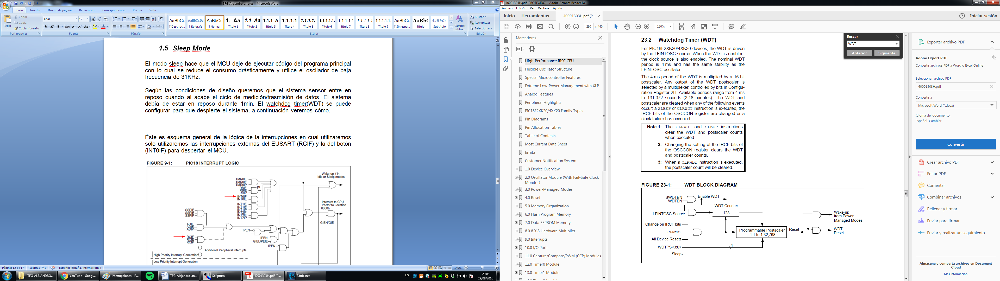 TFG_Alejandro_anexos - Microsoft Word
Inicio Insertar Diseño de página Referencias Correspondencia Revisar Vista
Pegar
Cortar
Copiar
Copiar formato
Portapapeles
Arial 12
Fuente
Párrafo
AaBbCc AaBbCcDd AaBbCc 1. Aa 1.1 Aa 1.1.1 A 1.1.1.1 1.1.1.1. 1.1.1.1.1. 1.1.1.1.1 1.1.1.1.1 1.1.1.1.1. AaBbCc AaBb( AaBbCc.
¶ Descripc... ¶ Epígrafe ¶ Normal Título 1 Título 2 Título 3 Título 4 Título 5 Título 6 Título 7 Título 8 Título 9 ¶ Sin espa... Título Subtítulo
Cambiar estilos
Estilos
Buscar
Reemplazar
Seleccionar
Edición
1.5 Sleep Mode
El modo sleep hace que el MCU deje de ejecutar código del programa principal
con lo cual se reduce el consumo drásticamente y utilice el oscilador de baja
frecuencia de 31KHz.
Según las condiciones de diseño queremos que el sistema sensor entre en
reposo cuando al acabe el ciclo de medición/trasmisión de datos. El sistema
debía de estar en reposo durante 1min. El watchdog timer(WDT) se puede
configurar para que despierte el sistema, a continuación veremos cómo.
Éste es esquema general de la lógica de la interrupciones en cual utilizaremos
sólo utilizaremos las interrupciones externas del EUSART (RCIF) y la del botón
(INT0IF) para despertar el MCU.
FIGURE 9-1: PIC18 INTERRUPT LOGIC
Wake-up if in
Idle or Sleep modes
TMR0IF
TMR0IE
TMR0IP
RBIF
RBIE
RBIP
(1)
INT0IF
INT0IE
INT1IF
INT1IE
INT1IP
INT2IF
INT2IE
INT2IP
Interrupt to CPU
Vector to Location
0008h
GIEH/GIE
SSPIF
SSPIE
SSPIP
ADIF
ADIE
ADIP
RCIF
RCIE
RCIP
IPEN
IPEN
GIEL/PEIE
IPEN
Additional Peripheral Interrupts
High Priority Interrupt Generation
Low Priority Interrupt Generation
Página: 12 de 17 Palabras: 741 Español (España, internacional) 140%
40001303H.pdf (PROTEGIDO) - Adobe Acrobat Reader DC
Archivo Edición Ver Ventana Ayuda
Inicio Herramientas 40001303H.pdf (P... Iniciar sesión
290 / 440 120%
Marcadores
High-Performance RISC CPU
Flexible Oscillator Structure
Special Microcontroller Features
Extreme Low-Power Management with XLP
Analog Features
Peripheral Highlights
PIC18F2XK20/4XK20 Family Types
Pin Diagrams
Pin Allocation Tables
Table of Contents
Most Current Data Sheet
Errata
Customer Notification System
1.0 Device Overview
2.0 Oscillator Module (With Fail-Safe Clock
Monitor)
3.0 Power-Managed Modes
4.0 Reset
5.0 Memory Organization
6.0 Flash Program Memory
7.0 Data EEPROM Memory
8.0 8 X 8 Hardware Multiplier
9.0 Interrupts
10.0 I/O Ports
11.0 Capture/Compare/PWM (CCP) Modules
12.0 Timer0 Module
13.0 Timer1 Module
23.2 Watchdog Timer (WDT)
For PIC18F2XK20/4XK20 devices, the WDT is driven
by the LFINTOSC source. When the WDT is enabled,
the clock source is also enabled. The nominal WDT
period is 4 ms and has the same stability as the
LFINTOSC oscillator.
The 4 ms period of the WDT is multiplied by a 16-bit
postscaler. Any output of the WDT postscaler is
selected by a multiplexer, controlled by bits in Configu-
ration Register 2H. Available periods range from 4 ms
to 131.072 seconds (2.18 minutes). The WDT and
postscaler are cleared when any of the following events
occur: a SLEEP or CLRWDT instruction is executed, the
IRCF bits of the OSCCON register are changed or a
clock failure has occurred.
Note 1: The CLRWDT and SLEEP instructions
clear the WDT and postscaler counts
when executed.
2: Changing the setting of the IRCF bits of
the OSCCON register clears the WDT
and postscaler counts.
3: When a CLRWDT instruction is executed,
the postscaler count will be cleared.
FIGURE 23-1: WDT BLOCK DIAGRAM
SWDTEN
WDTEN
Enable WDT
WDT Counter
LFINTOSC Source
÷128
Change on IRCF bits
CLRWDT
All Device Resets
Programmable Postscaler
1:1 to 1:32,768
Reset
Wake-up
from Power
Managed Modes
WDT
Reset
WDTPS<3:0>
4
Sleep
Buscar
WDT
Anterior Siguiente
Exportar archivo PDF
Adobe Export PDF
Convertir archivos PDF a Word o Excel Online
Seleccionar archivo PDF
40001303H.pdf
Convertir a
Microsoft Word (*.docx)
Idioma del documento:
Español Cambiar
Convertir
Crear archivo PDF
Editar PDF
Comentar
Combinar archivos
Rellenar y firmar
Enviar para firmar
Enviar y realizar un seguimiento
Almacene y comparta archivos en Document
Cloud
Más información
TFG_ALEJANDRO... YouTube - Googl... interrupciones - P... TFG_Alejandro_an... Scriptum 40001303H.pdf (P... Battle.net
ES
20:08
29/08/2016